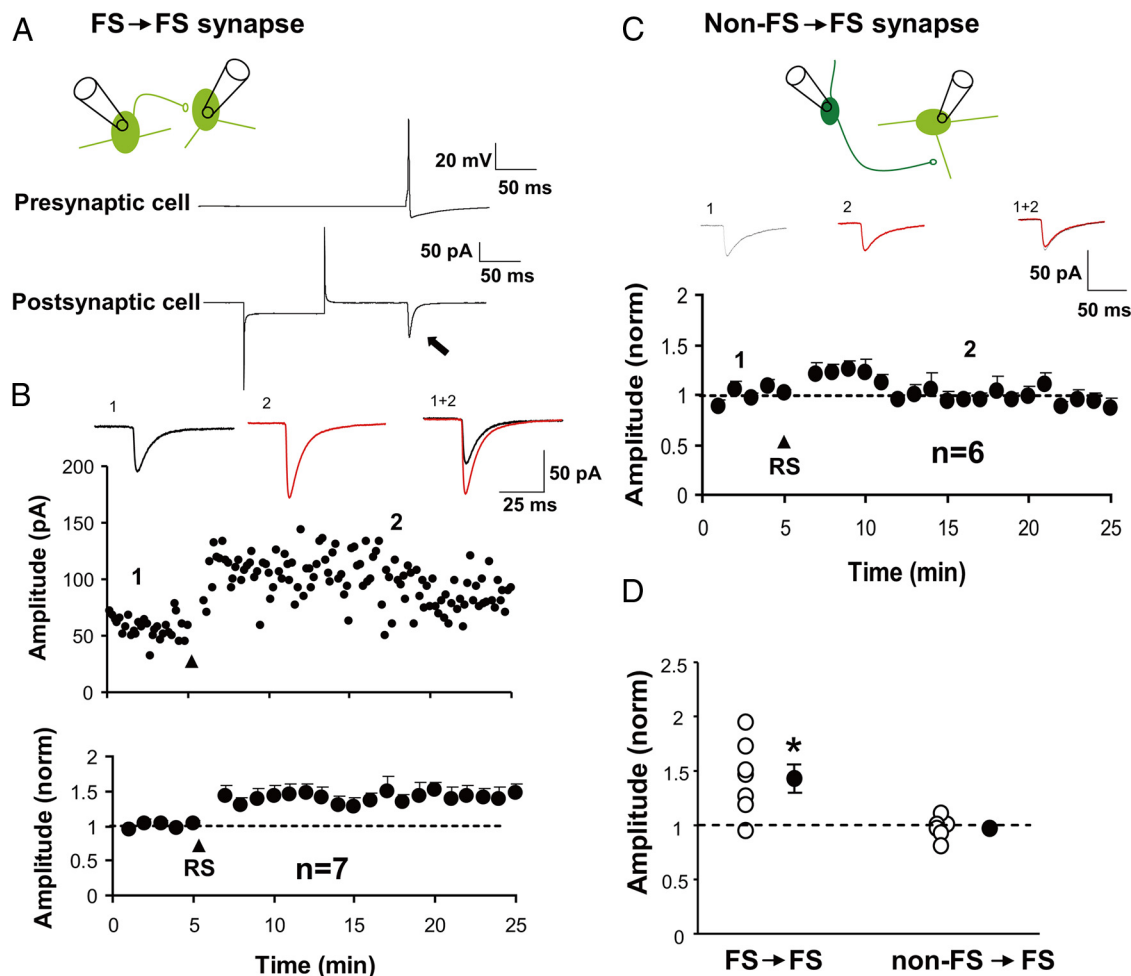 A
FS→FS synapse
20 mV
50 ms
Presynaptic cell
50 pA
50 ms
Postsynaptic cell
B
1
2
1+2
50 pA
25 ms
Amplitude (pA)
200
150
100
50
0
1
2
Amplitude (norm)
2
1.5
1
0.5
0
RS
n=7
0 5 10 15 20 25
Time (min)
C
Non-FS→FS synapse
1
2
1+2
50 pA
50 ms
Amplitude (norm)
2
1.5
1
0.5
0
1
2
RS
n=6
0 5 10 15 20 25
Time (min)
D
Amplitude (norm)
2.5
2
1.5
1
0.5
0
*
FS→FS non-FS→FS